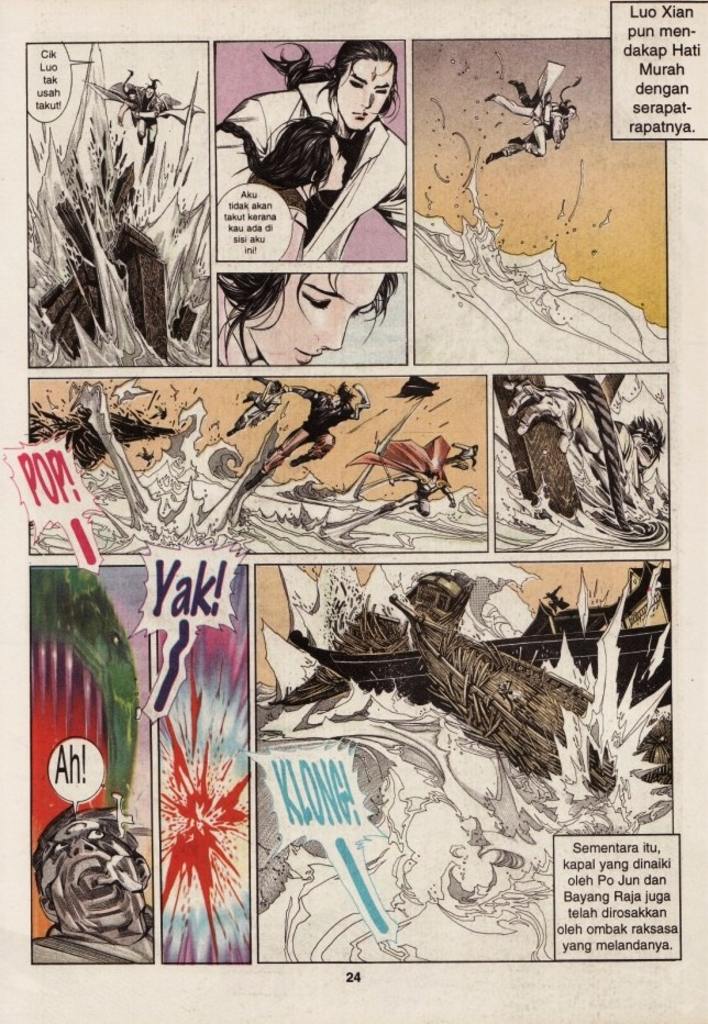 Luo Xian
pun men-
dakap Hati
Murah
dengan
serapat-
rapatnya.
Cik
Luo
tak
usah
takut!
Aku
tidak akan
takut kerana
kau ada di
sisi aku
ini!
POP!
Yak!
Ah!
KLONG!
Sementara itu,
kapal yang dinaiki
oleh Po Jun dan
Bayang Raja juga
telah dirosakkan
oleh ombak raksasa
yang melandanya.
24